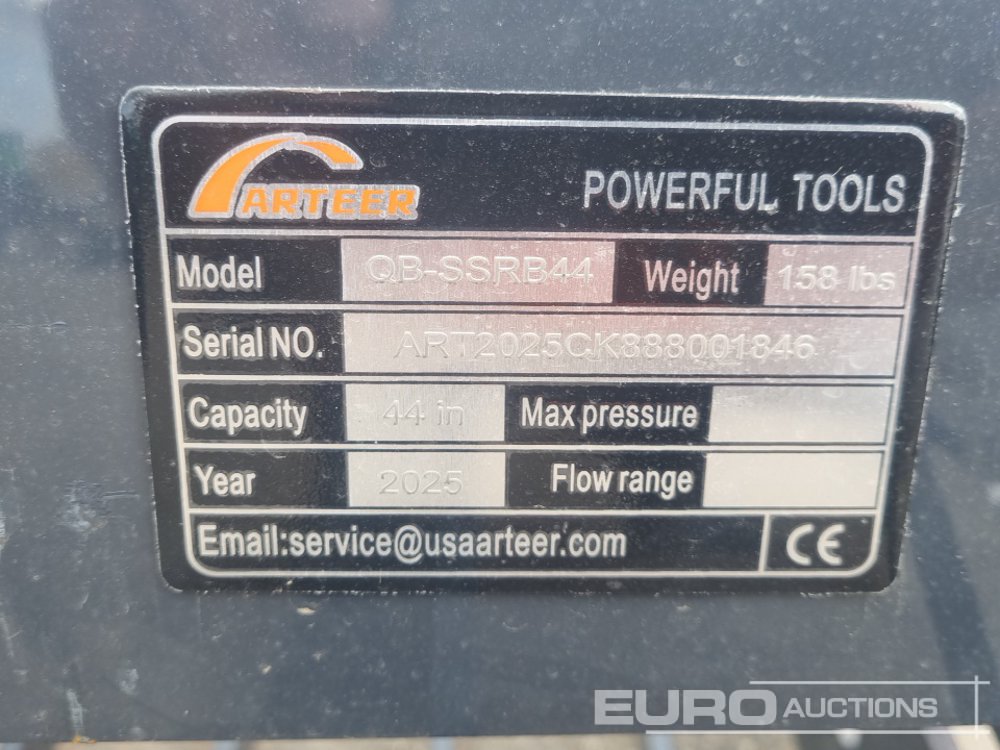 ARTEER
POWERFUL TOOLS
Model QB-SSRB44 Weight 158 lbs
Serial NO. ART2025CK888001846
Capacity 44 in Max pressure
Year 2025 Flow range
Email:service@usaarteer.com CE
EURO AUCTIONS